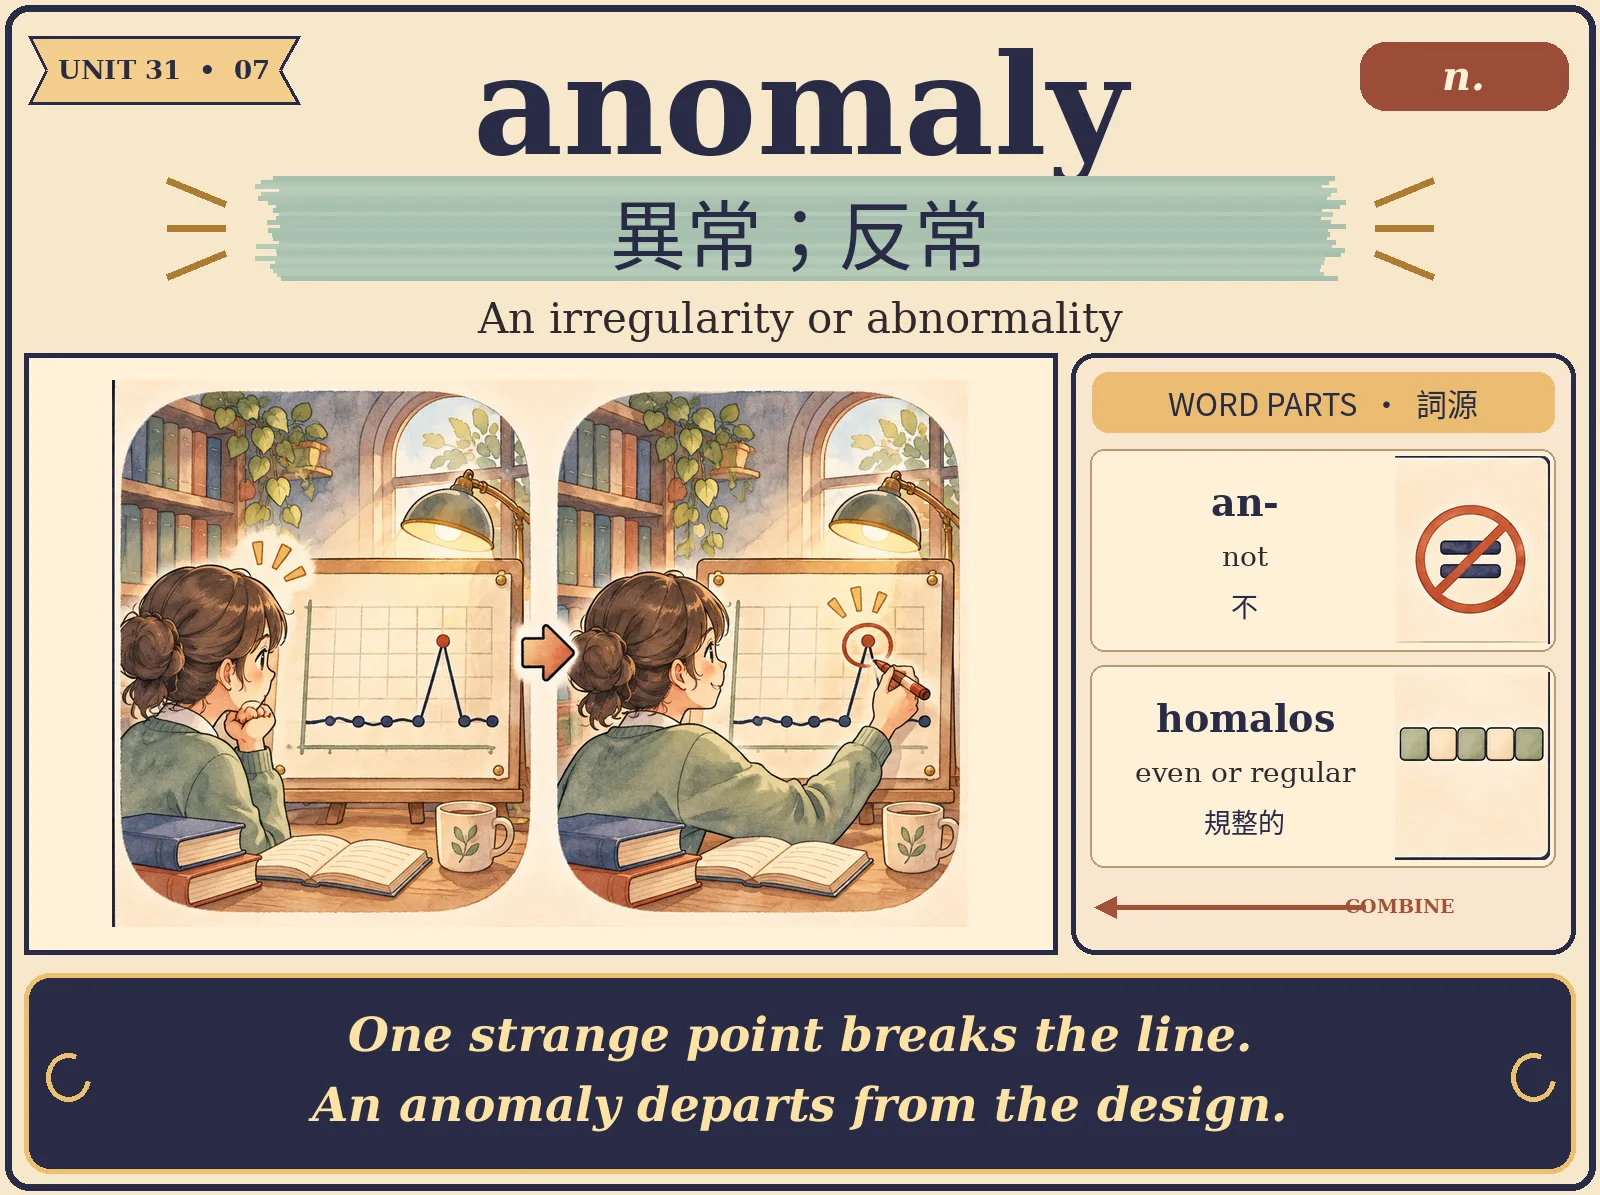 UNIT 31 • 07
anomaly
n.
異常；反常
An irregularity or abnormality
WORD PARTS • 詞源
an-
not
不
homalos
even or regular
規整的
COMBINE
One strange point breaks the line.
An anomaly departs from the design.